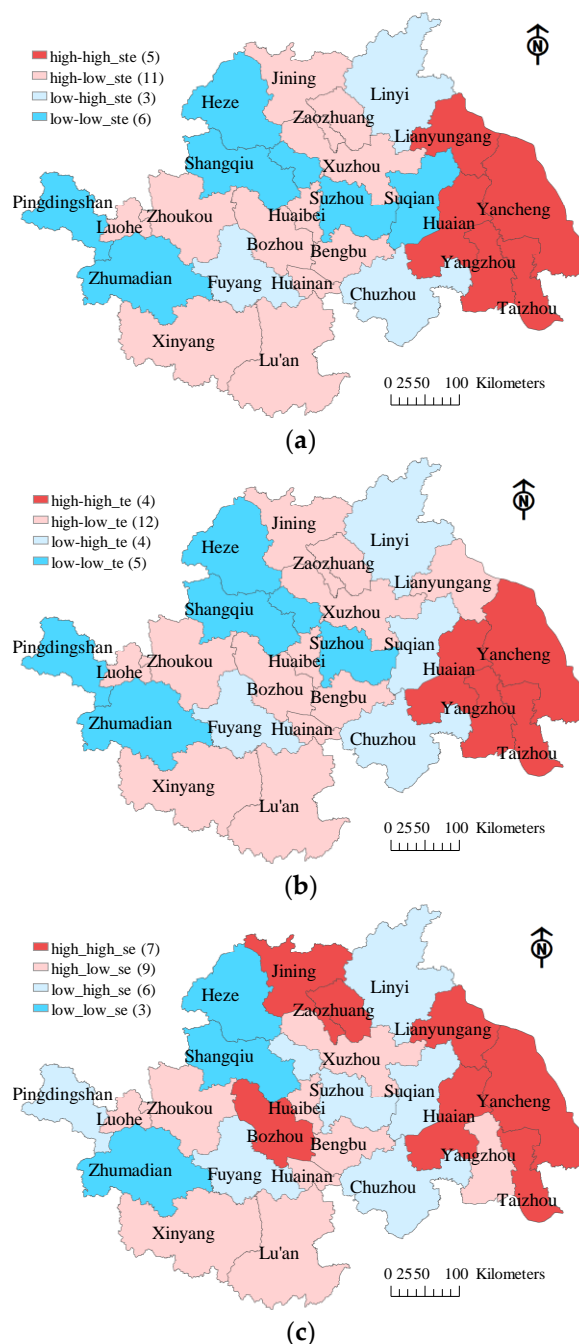 high-high_ste (5)
high-low_ste (11)
low-high_ste (3)
low-low_ste (6)
N
Jining
Linyi
Heze
Zaozhuang
Lianyungang
Shangqiu
Xuzhou
Pingdingshan
Suzhou
Suqian
Zhoukou
Huaibei
Huaian
Yancheng
Luohe
Bozhou
Bengbu
Zhumadian
Fuyang
Huainan
Yangzhou
Chuzhou
Taizhou
Xinyang
Lu'an
0 2550 100 Kilometers
(a)
high-high_te (4)
high-low_te (12)
low-high_te (4)
low-low_te (5)
N
Jining
Linyi
Heze
Zaozhuang
Lianyungang
Shangqiu
Xuzhou
Pingdingshan
Suzhou
Suqian
Zhoukou
Huaibei
Huaian
Yancheng
Luohe
Bozhou
Bengbu
Zhumadian
Fuyang
Huainan
Yangzhou
Chuzhou
Taizhou
Xinyang
Lu'an
0 2550 100 Kilometers
(b)
high_high_se (7)
high_low_se (9)
low_high_se (6)
low_low_se (3)
N
Jining
Linyi
Heze
Zaozhuang
Lianyungang
Shangqiu
Xuzhou
Pingdingshan
Suzhou
Suqian
Zhoukou
Huaibei
Huaian
Yancheng
Luohe
Bozhou
Bengbu
Zhumadian
Fuyang
Huainan
Yangzhou
Chuzhou
Taizhou
Xinyang
Lu'an
0 2550 100 Kilometers
(c)